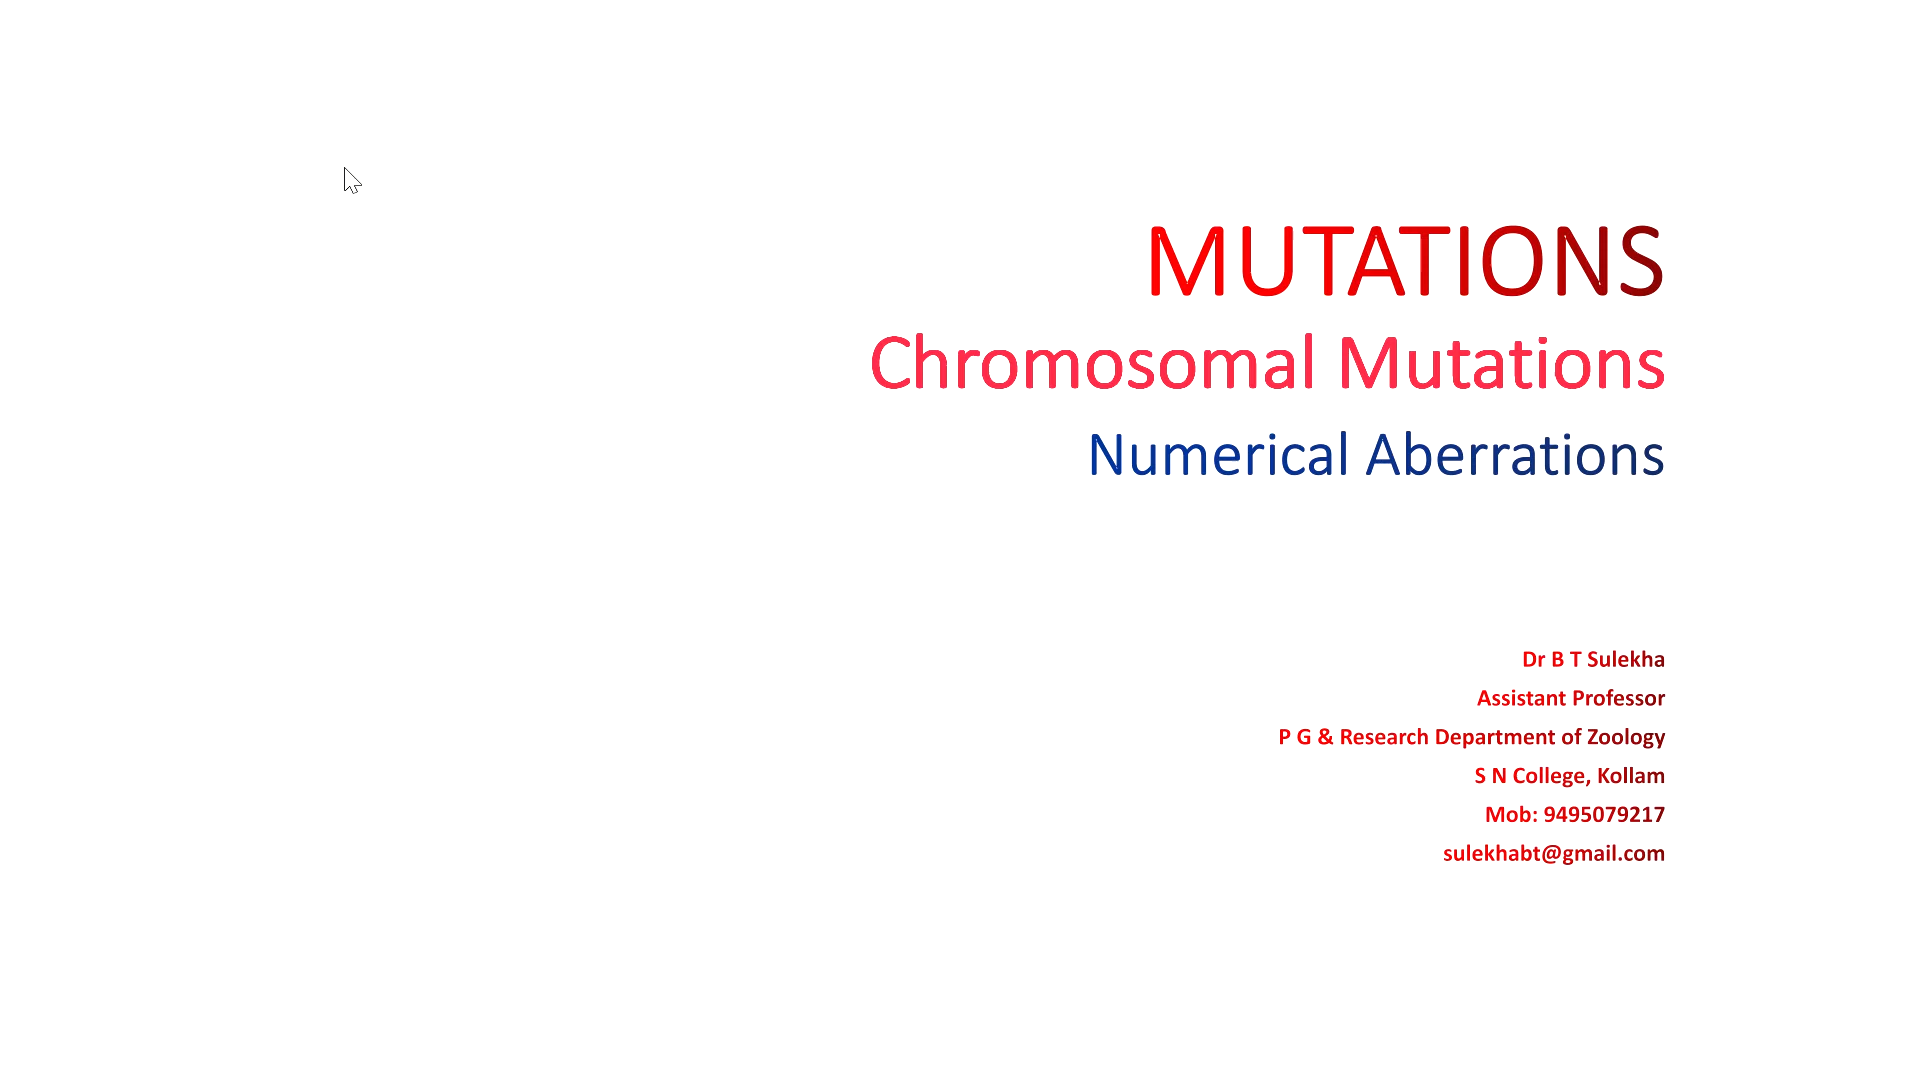 MUTATIONS
Chromosomal Mutations
Numerical Aberrations
Dr B T Sulekha
Assistant Professor
P G & Research Department of Zoology
S N College, Kollam
Mob: 9495079217
sulekhabt@gmail.com